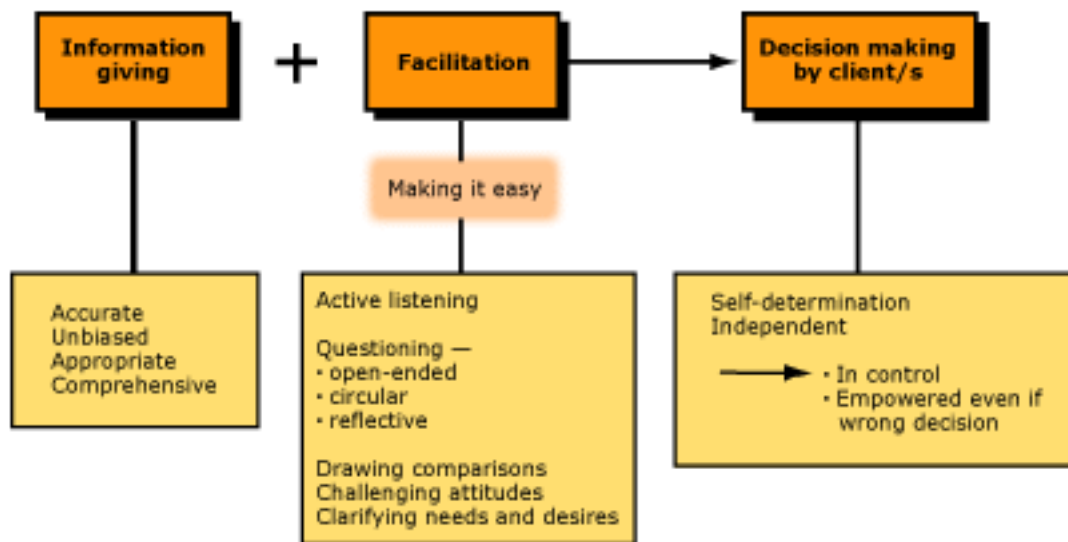 Information
giving
+
Facilitation
Decision making
by client/s
Making it easy
Accurate
Unbiased
Appropriate
Comprehensive
Active listening
Questioning —
· open-ended
· circular
· reflective
Drawing comparisons
Challenging attitudes
Clarifying needs and desires
Self-determination
Independent
· In control
· Empowered even if
wrong decision